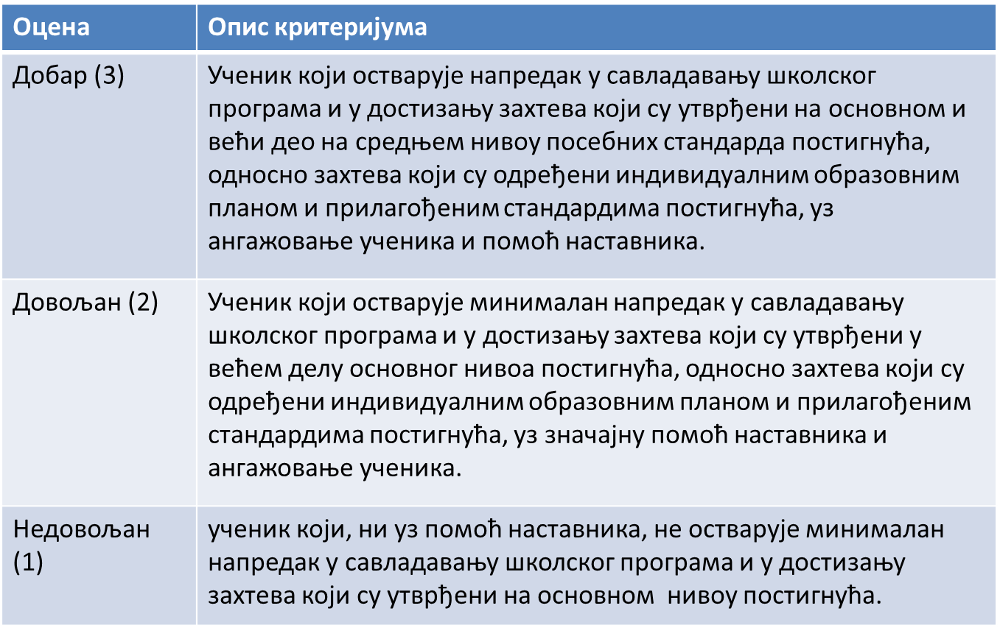 Оцена
Опис критеријума
Добар (3)
Ученик који остварује напредак у савладавању школског
програма и у достизању захтева који су утврђени на основном и
већи део на средњем нивоу посебних стандарда постигнућа,
односно захтева који су одређени индивидуалним образовним
планом и прилагођеним стандардима постигнућа, уз
ангажовање ученика и помоћ наставника.
Довољан (2)
Ученик који остварује минималан напредак у савладавању
школског програма и у достизању захтева који су утврђени у
већем делу основног нивоа постигнућа, односно захтева који су
одређени индивидуалним образовним планом и прилагођеним
стандардима постигнућа, уз значајну помоћ наставника и
ангажовање ученика.
Недовољан
(1)
ученик који, ни уз помоћ наставника, не остварује минималан
напредак у савладавању школског програма и у достизању
захтева који су утврђени на основном  нивоу постигнућа.